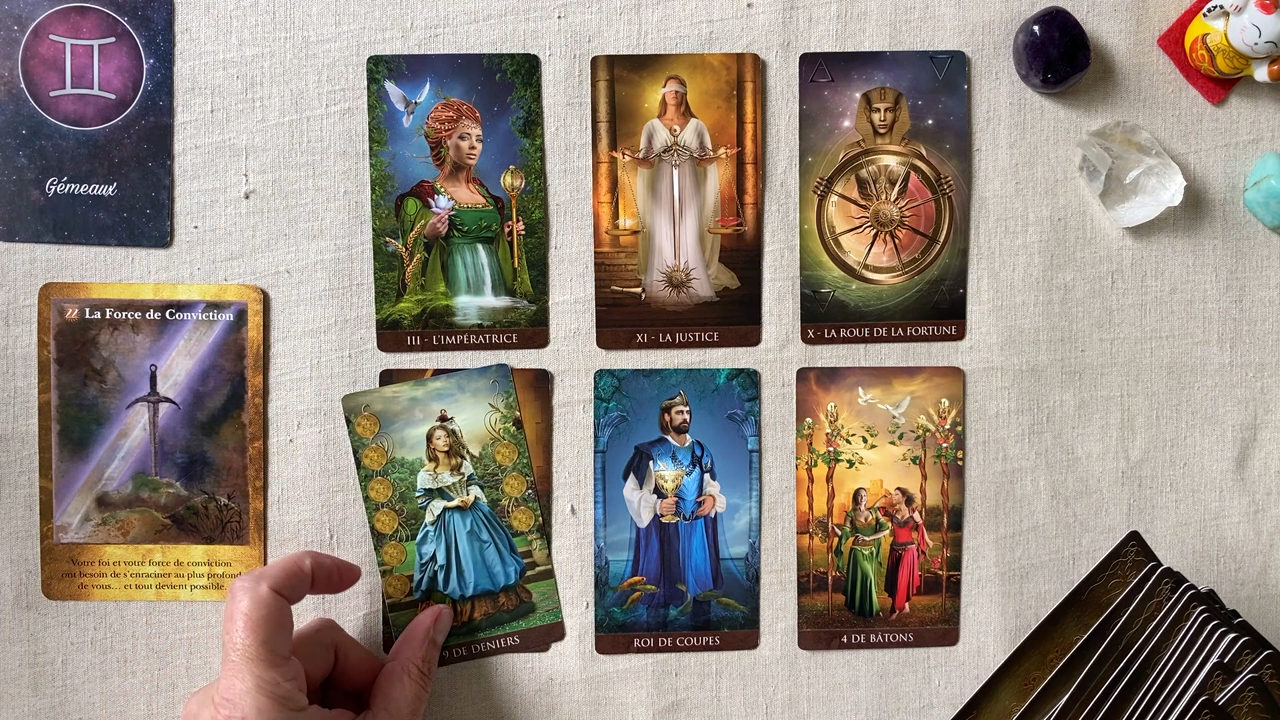 Gémeaux
22 La Force de Conviction
Votre foi et votre force de conviction
ont besoin de s'enraciner au plus profond
de vous... et tout devient possible.
III - L'IMPÉRATRICE
XI - LA JUSTICE
X - LA ROUE DE LA FORTUNE
9 DE DENIERS
ROI DE COUPES
4 DE BÂTONS